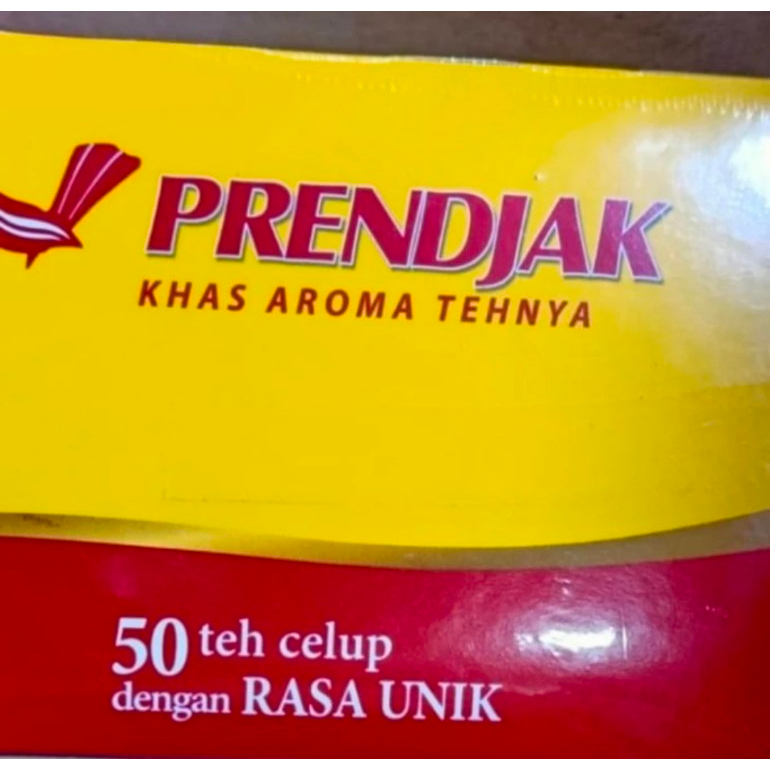 PRENDJAK
KHAS AROMA TEHNYA
50 teh celup
dengan RASA UNIK